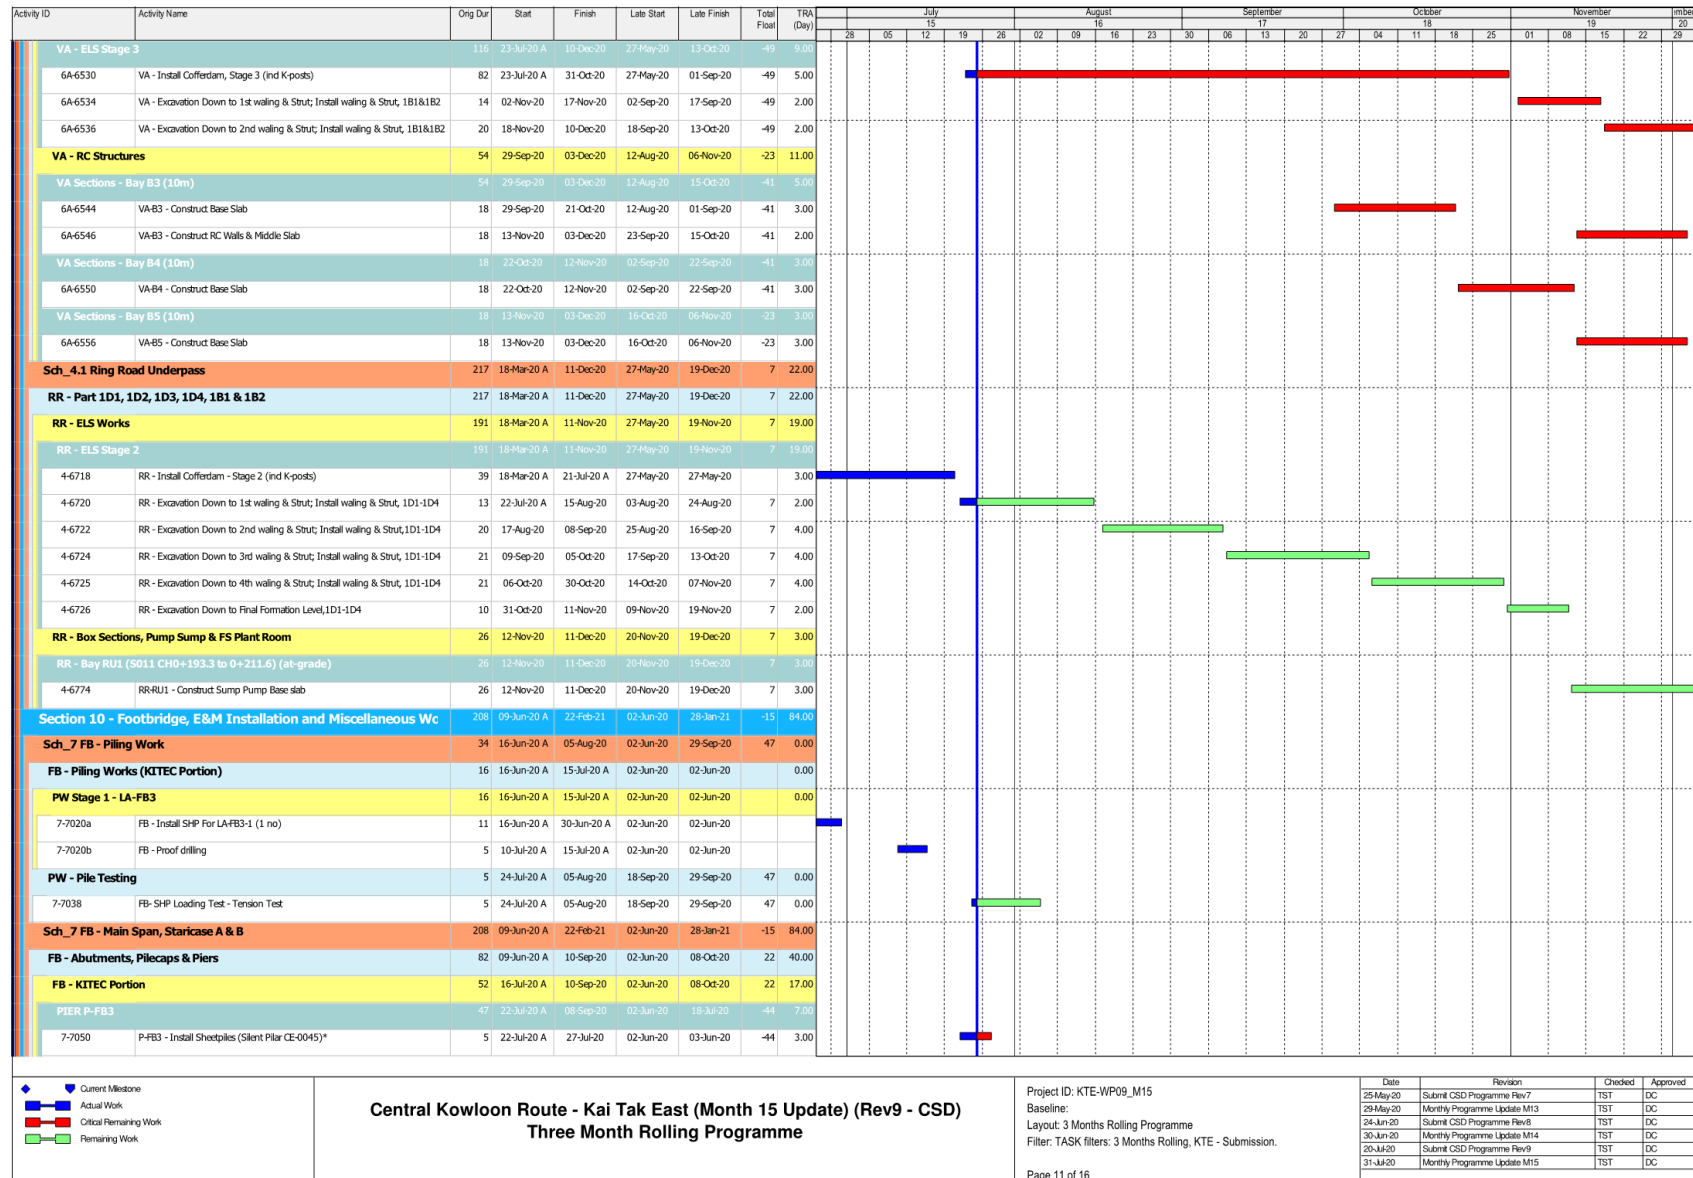 Activity ID Activity Name Orig Dur Start Finish Late Start Late Finish Total Float TRA (Day)
July August September October November
15 16 17 18 19 20
28 05 12 19 26 02 09 16 23 30 06 13 20 27 04 11 18 25 01 08 15 22 29
VA - ELS Stage 3 116 23-Jul-20 A 10-Dec-20 27-May-20 13-Oct-20 -49 9.00
6A-6530 VA - Install Cofferdam, Stage 3 (ind K-posts) 82 23-Jul-20 A 31-Oct-20 27-May-20 01-Sep-20 -49 5.00
6A-6534 VA - Excavation Down to 1st waling & Strut; Install waling & Strut, 1B1&1B2 14 02-Nov-20 17-Nov-20 02-Sep-20 17-Sep-20 -49 2.00
6A-6536 VA - Excavation Down to 2nd waling & Strut; Install waling & Strut, 1B1&1B2 20 18-Nov-20 10-Dec-20 18-Sep-20 13-Oct-20 -49 2.00
VA - RC Structures 54 29-Sep-20 03-Dec-20 12-Aug-20 06-Nov-20 -23 11.00
VA Sections - Bay B3 (10m) 54 29-Sep-20 03-Dec-20 12-Aug-20 15-Oct-20 -41 5.00
6A-6544 VA-B3 - Construct Base Slab 18 29-Sep-20 21-Oct-20 12-Aug-20 01-Sep-20 -41 3.00
6A-6546 VA-B3 - Construct RC Walls & Middle Slab 18 13-Nov-20 03-Dec-20 23-Sep-20 15-Oct-20 -41 2.00
VA Sections - Bay B4 (10m) 18 22-Oct-20 12-Nov-20 02-Sep-20 22-Sep-20 -41 3.00
6A-6550 VA-B4 - Construct Base Slab 18 22-Oct-20 12-Nov-20 02-Sep-20 22-Sep-20 -41 3.00
VA Sections - Bay B5 (10m) 18 13-Nov-20 03-Dec-20 16-Oct-20 06-Nov-20 -23 3.00
6A-6556 VA-B5 - Construct Base Slab 18 13-Nov-20 03-Dec-20 16-Oct-20 06-Nov-20 -23 3.00
Sch_4.1 Ring Road Underpass 217 18-Mar-20 A 11-Dec-20 27-May-20 19-Dec-20 7 22.00
RR - Part 1D1, 1D2, 1D3, 1D4, 1B1 & 1B2 217 18-Mar-20 A 11-Dec-20 27-May-20 19-Dec-20 7 22.00
RR - ELS Works 191 18-Mar-20 A 11-Nov-20 27-May-20 19-Nov-20 7 19.00
RR - ELS Stage 2 191 18-Mar-20 A 11-Nov-20 27-May-20 19-Nov-20 7 19.00
4-6718 RR - Install Cofferdam - Stage 2 (ind K-posts) 39 18-Mar-20 A 21-Jul-20 A 27-May-20 27-May-20 3.00
4-6720 RR - Excavation Down to 1st waling & Strut; Install waling & Strut, 1D1-1D4 13 22-Jul-20 A 15-Aug-20 03-Aug-20 24-Aug-20 7 2.00
4-6722 RR - Excavation Down to 2nd waling & Strut; Install waling & Strut,1D1-1D4 20 17-Aug-20 08-Sep-20 25-Aug-20 16-Sep-20 7 4.00
4-6724 RR - Excavation Down to 3rd waling & Strut; Install waling & Strut, 1D1-1D4 21 09-Sep-20 05-Oct-20 17-Sep-20 13-Oct-20 7 4.00
4-6725 RR - Excavation Down to 4th waling & Strut; Install waling & Strut, 1D1-1D4 21 06-Oct-20 30-Oct-20 14-Oct-20 07-Nov-20 7 4.00
4-6726 RR - Excavation Down to Final Formation Level,1D1-1D4 10 31-Oct-20 11-Nov-20 09-Nov-20 19-Nov-20 7 2.00
RR - Box Sections, Pump Sump & FS Plant Room 26 12-Nov-20 11-Dec-20 20-Nov-20 19-Dec-20 7 3.00
RR - Bay RU1 (S011 CH0+193.3 to 0+211.6) (at-grade) 26 12-Nov-20 11-Dec-20 20-Nov-20 19-Dec-20 7 3.00
4-6774 RR-RU1 - Construct Sump Pump Base slab 26 12-Nov-20 11-Dec-20 20-Nov-20 19-Dec-20 7 3.00
Section 10 - Footbridge, E&M Installation and Miscellaneous Wc 208 09-Jun-20 A 22-Feb-21 02-Jun-20 28-Jan-21 -15 84.00
Sch_7 FB - Piling Work 34 16-Jun-20 A 05-Aug-20 02-Jun-20 29-Sep-20 47 0.00
FB - Piling Works (KITEC Portion) 16 16-Jun-20 A 15-Jul-20 A 02-Jun-20 02-Jun-20 0.00
PW Stage 1 - LA-FB3 16 16-Jun-20 A 15-Jul-20 A 02-Jun-20 02-Jun-20 0.00
7-7020a FB - Install SHP For LA-FB3-1 (1 no) 11 16-Jun-20 A 30-Jun-20 A 02-Jun-20 02-Jun-20
7-7020b FB - Proof drilling 5 10-Jul-20 A 15-Jul-20 A 02-Jun-20 02-Jun-20
PW - Pile Testing 5 24-Jul-20 A 05-Aug-20 18-Sep-20 29-Sep-20 47 0.00
7-7038 FB- SHP Loading Test - Tension Test 5 24-Jul-20 A 05-Aug-20 18-Sep-20 29-Sep-20 47 0.00
Sch_7 FB - Main Span, Staricase A & B 208 09-Jun-20 A 22-Feb-21 02-Jun-20 28-Jan-21 -15 84.00
FB - Abutments, Pilecaps & Piers 82 09-Jun-20 A 10-Sep-20 02-Jun-20 08-Oct-20 22 40.00
FB - KITEC Portion 52 16-Jul-20 A 10-Sep-20 02-Jun-20 08-Oct-20 22 17.00
PIER P-FB3 47 22-Jul-20 A 08-Sep-20 02-Jun-20 18-Jul-20 -44 7.00
7-7050 P-FB3 - Install Sheetpiles (Silent Pilar CE-0045)* 5 22-Jul-20 A 27-Jul-20 02-Jun-20 03-Jun-20 -44 3.00
Current Milestone
Actual Work
Critical Remaining Work
Remaining Work
Central Kowloon Route - Kai Tak East (Month 15 Update) (Rev9 - CSD)
Three Month Rolling Programme
Project ID: KTE-WP09_M15
Baseline:
Layout: 3 Months Rolling Programme
Filter: TASK filters: 3 Months Rolling, KTE - Submission.
Page 11 of 16
Date Revision Checked Approved
25-May-20 Submit CSD Programme Rev7 TST DC
29-May-20 Monthly Programme Update M13 TST DC
24-Jun-20 Submit CSD Programme Rev8 TST DC
30-Jun-20 Monthly Programme Update M14 TST DC
20-Jul-20 Submit CSD Programme Rev9 TST DC
31-Jul-20 Monthly Programme Update M15 TST DC